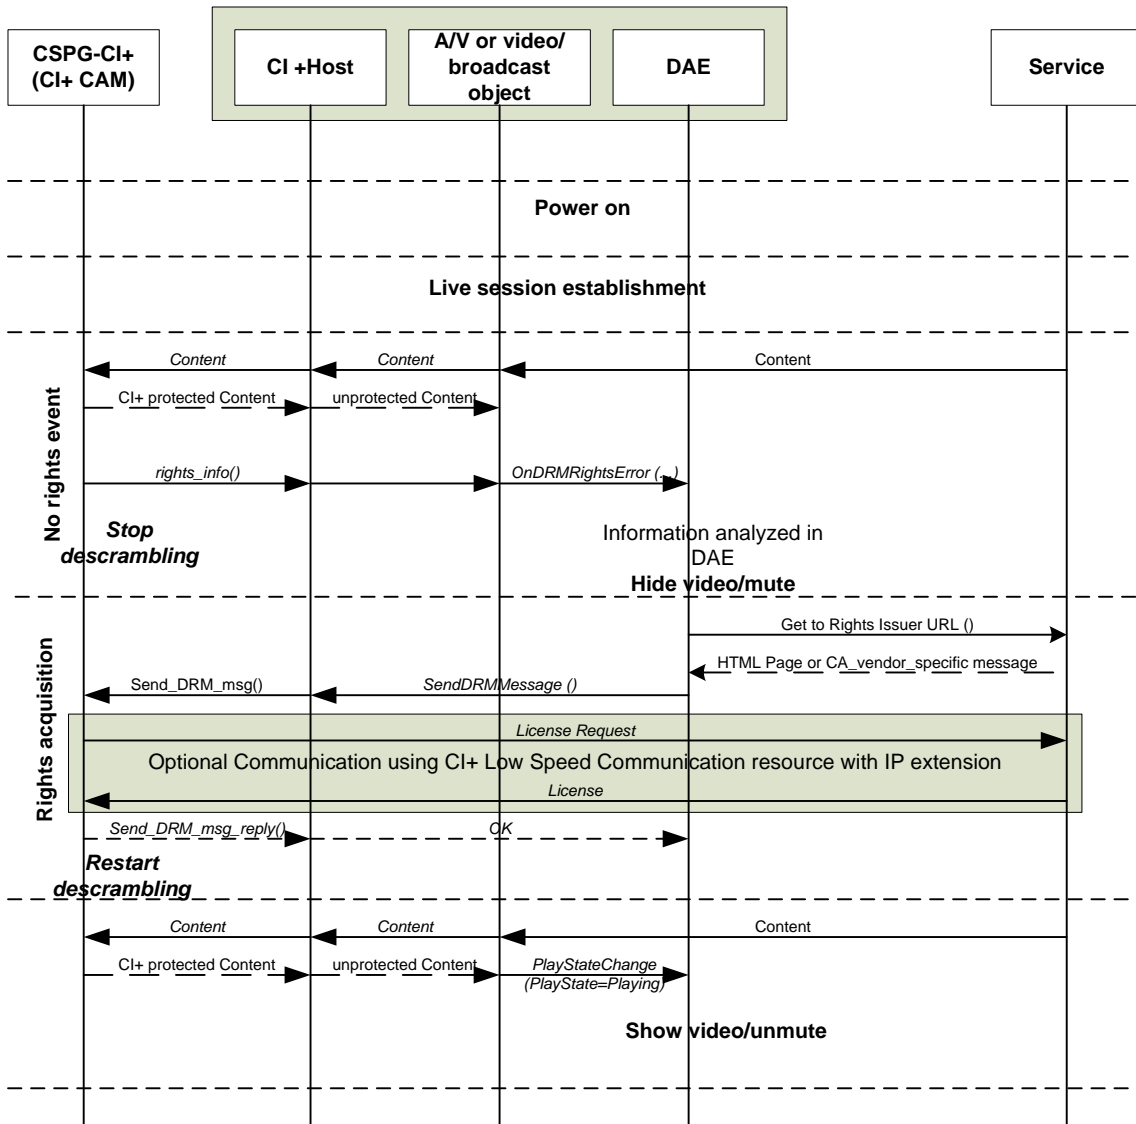 CSPG-CI+
(CI+ CAM)
CI +Host
A/V or video/
broadcast
object
DAE
Service
Power on
Live session establishment
No rights event
Content
Content
Content
CI+ protected Content
unprotected Content
rights_info()
OnDRMRightsError (...)
Stop
descrambling
Information analyzed in
DAE
Hide video/mute
Rights acquisition
Get to Rights Issuer URL ()
HTML Page or CA_vendor_specific message
Send_DRM_msg()
SendDRMMessage ()
License Request
Optional Communication using CI+ Low Speed Communication resource with IP extension
License
Send_DRM_msg_reply()
OK
Restart
descrambling
Content
Content
Content
CI+ protected Content
unprotected Content
PlayStateChange
(PlayState=Playing)
Show video/unmute